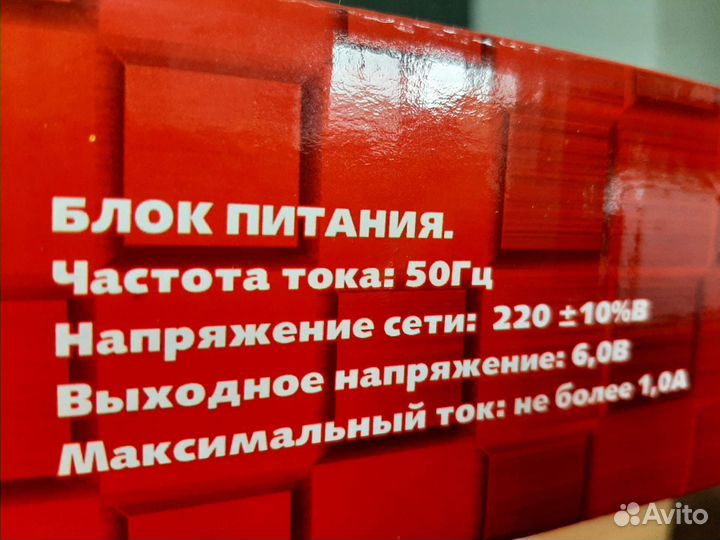 БЛОК ПИТАНИЯ.
Частота тока: 50Гц
Напряжение сети: 220 ±10%В
Выходное напряжение: 6,0В
Максимальный ток: не более 1,0А
Avito